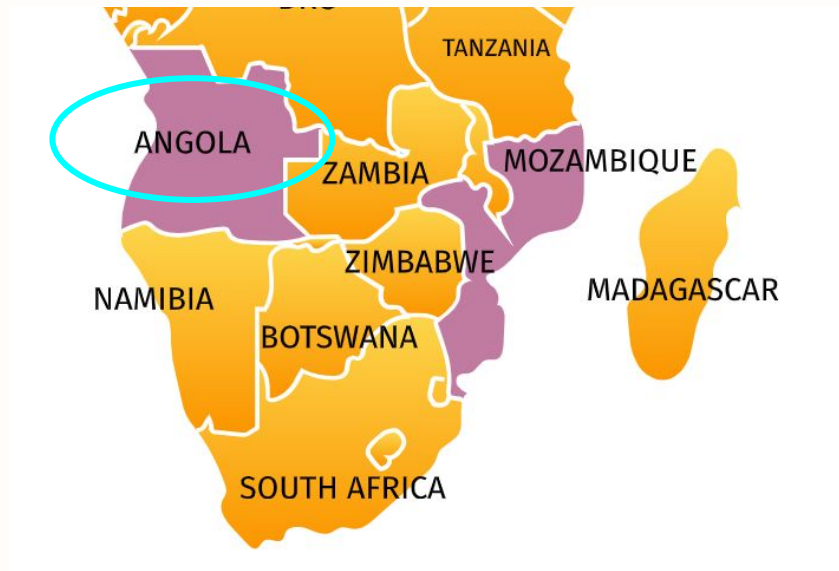 TANZANIA
ANGOLA
ZAMBIA
MOZAMBIQUE
ZIMBABWE
NAMIBIA
MADAGASCAR
BOTSWANA
SOUTH AFRICA